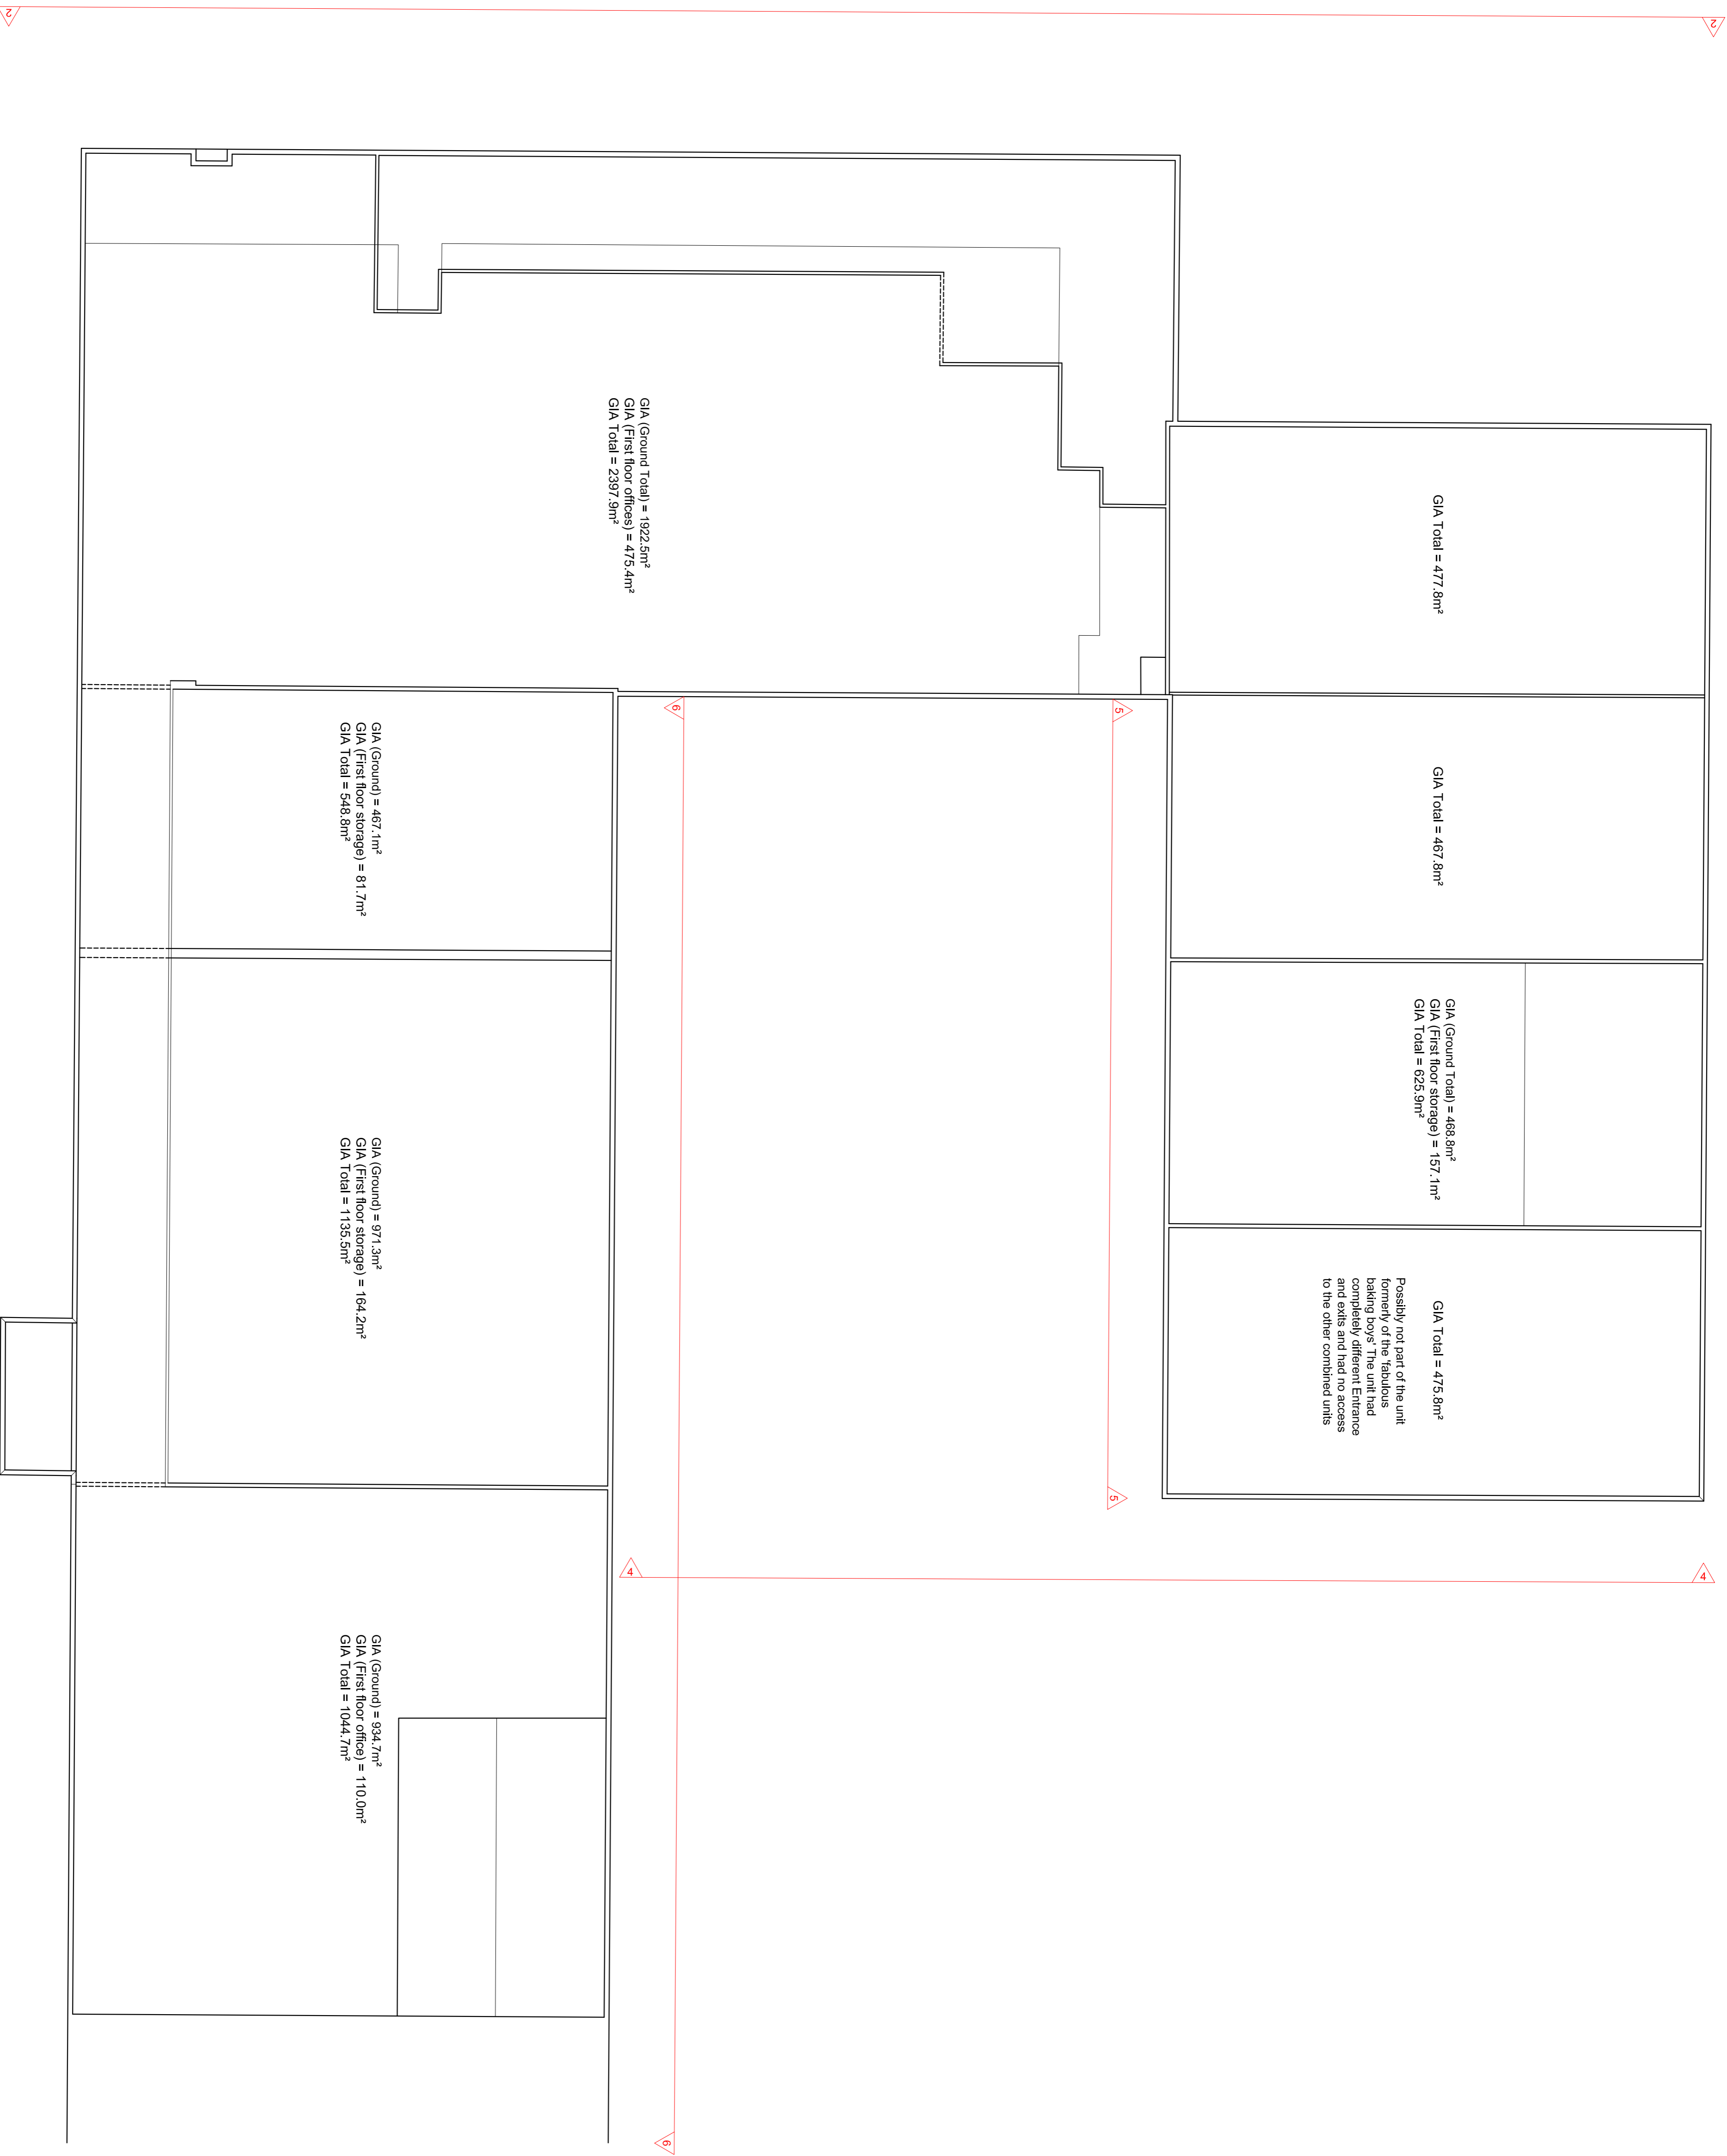 2
2
GIA (Ground Total) = 1922.5m²
GIA (First floor offices) = 475.4m²
GIA Total = 2397.9m²
GIA Total = 477.8m²
GIA Total = 467.8m²
GIA (Ground Total) = 468.8m²
GIA (First floor storage) = 157.1m²
GIA Total = 625.9m²
GIA Total = 475.8m²
Possibly not part of the unit
formerly of the 'fabulous
baking boys' The unit had
completely different Entrance
and exits and had no access
to the other combined units
5
5
6
6
4
4
GIA (Ground) = 467.1m²
GIA (First floor storage) = 81.7m²
GIA Total = 548.8m²
GIA (Ground) = 971.3m²
GIA (First floor storage) = 164.2m²
GIA Total = 1135.5m²
GIA (Ground) = 934.7m²
GIA (First floor office) = 110.0m²
GIA Total = 1044.7m²